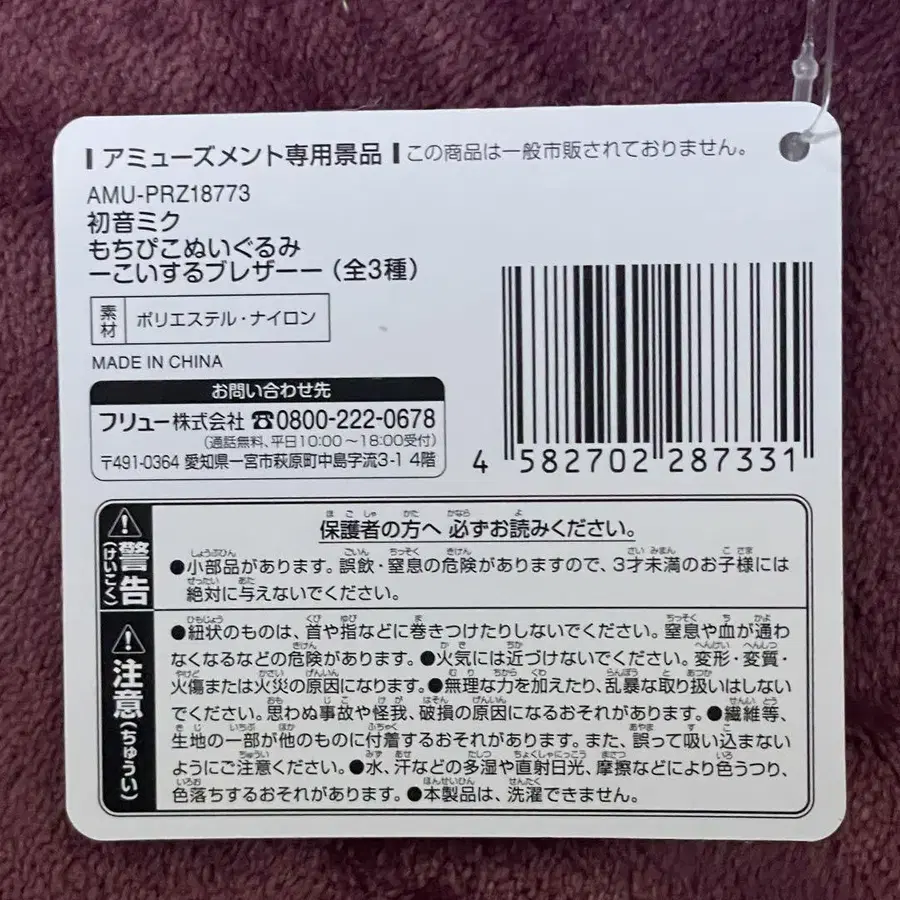 アミューズメント専用景品 この商品は一般市販されておりません。
AMU-PRZ18773
初音ミク
もちぴこぬいぐるみ
ーこいするブレザーー（全3種）
素材 ポリエステル・ナイロン
MADE IN CHINA
お問い合わせ先
フリュー株式会社 ☎0800-222-0678
（通話無料、平日10:00～18:00受付）
〒491-0364 愛知県一宮市萩原町中島字流3-1 4階
4 582702 287331
⚠警告（けいこく）
保護者の方へ 必ずお読みください。
●小部品があります。誤飲・窒息の危険がありますので、3才未満のお子様には
絶対に与えないでください。
⚠注意（ちゅうい）
●紐状のものは、首や指などに巻きつけたりしないでください。窒息や血が通わ
なくなるなどの危険があります。●火気には近づけないでください。変形・変質・
火傷または火災の原因になります。●無理な力を加えたり、乱暴な取り扱いはしない
でください。思わぬ事故や怪我、破損の原因になるおそれがあります。●繊維等、
生地の一部が他のものに付着するおそれがあります。また、誤って吸い込まない
ようにご注意ください。●水、汗などの多湿や直射日光、摩擦などにより色うつり、
色落ちするおそれがあります。●本製品は、洗濯できません。